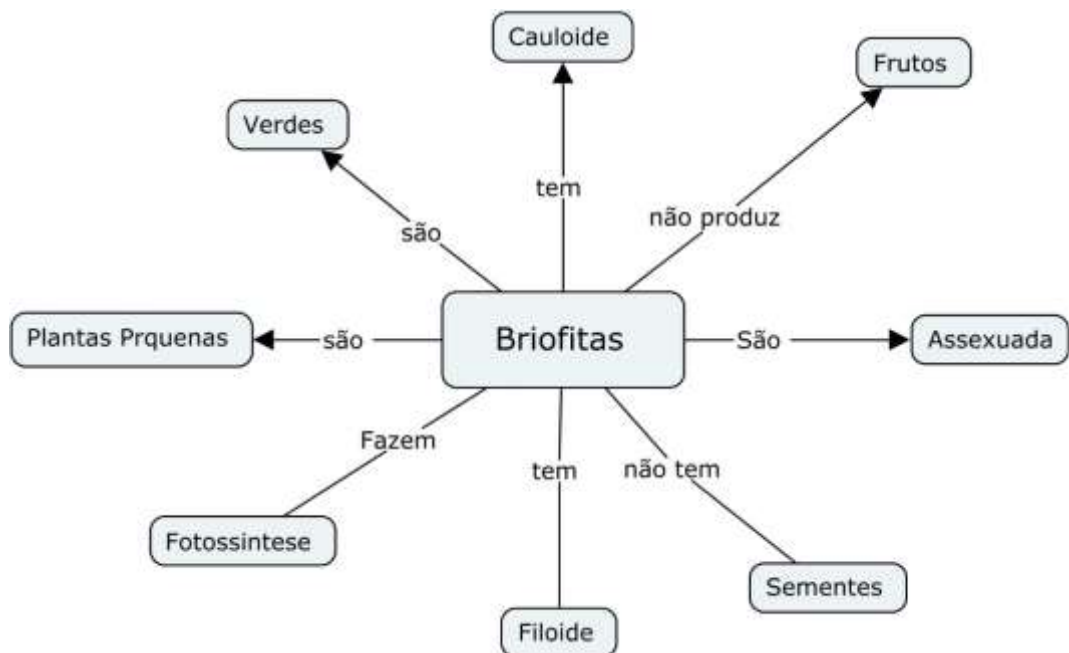 Cauloide
Frutos
Verdes
tem
não produz
são
Plantas Prquenas
são
Briofitas
São
Assexuada
Fazem
tem
não tem
Fotossintese
Sementes
Filoide